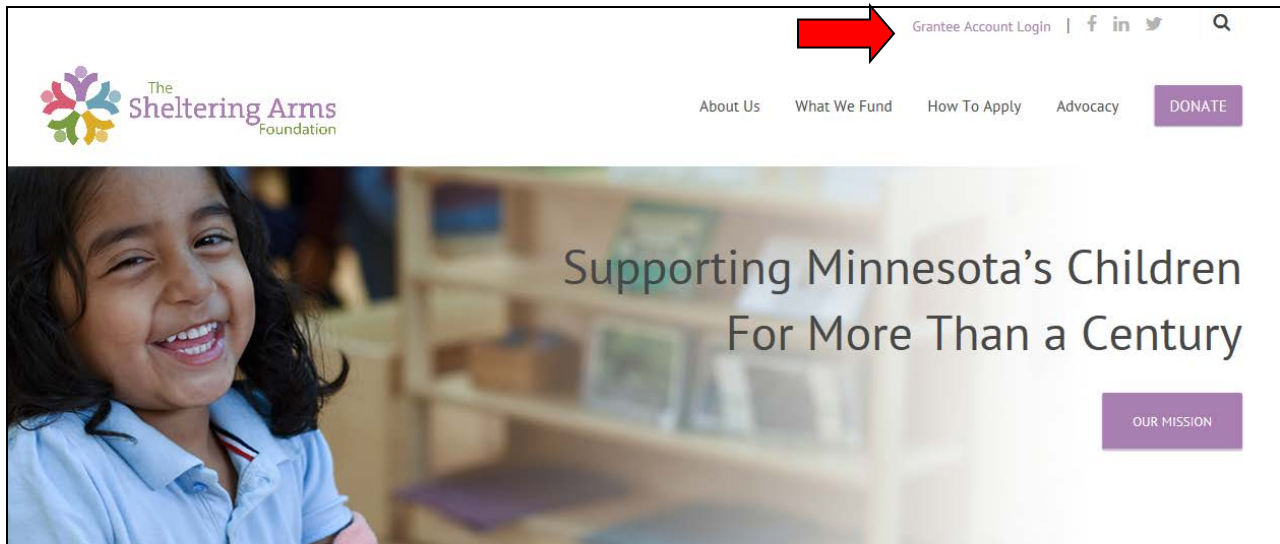 Grantee Account Login |
The
Sheltering Arms
Foundation
About Us What We Fund How To Apply Advocacy DONATE
Supporting Minnesota’s Children
For More Than a Century
OUR MISSION